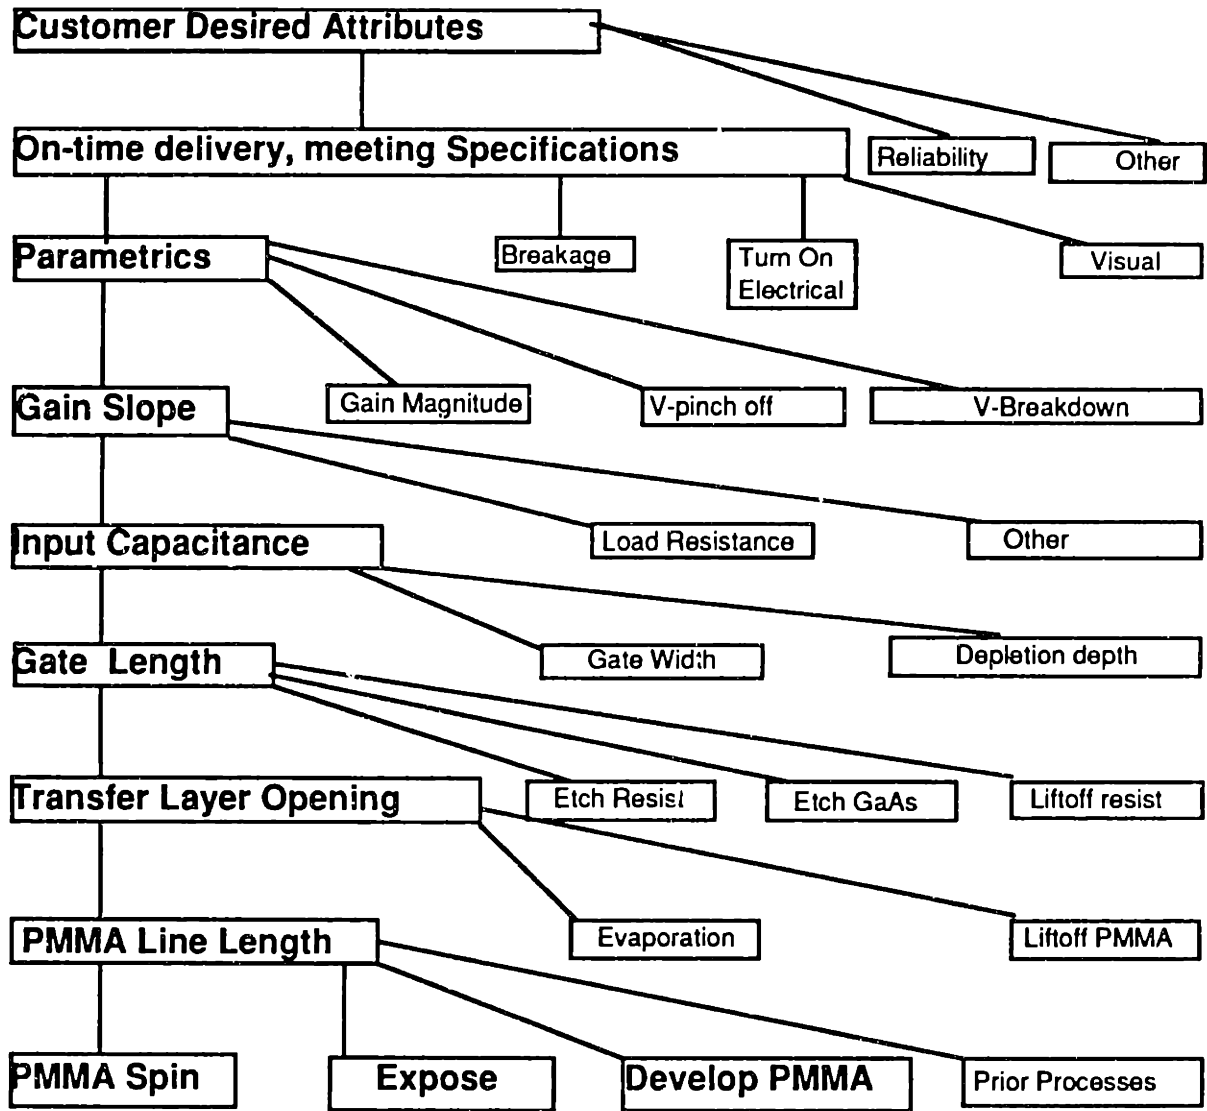 Customer Desired Attributes
On-time delivery, meeting Specifications
Reliability
Other
Parametrics
Breakage
Turn On
Electrical
Visual
Gain Slope
Gain Magnitude
V-pinch off
V-Breakdown
Input Capacitance
Load Resistance
Other
Gate Length
Gate Width
Depletion depth
Transfer Layer Opening
Etch Resist
Etch GaAs
Liftoff resist
PMMA Line Length
Evaporation
Liftoff PMMA
PMMA Spin
Expose
Develop PMMA
Prior Processes